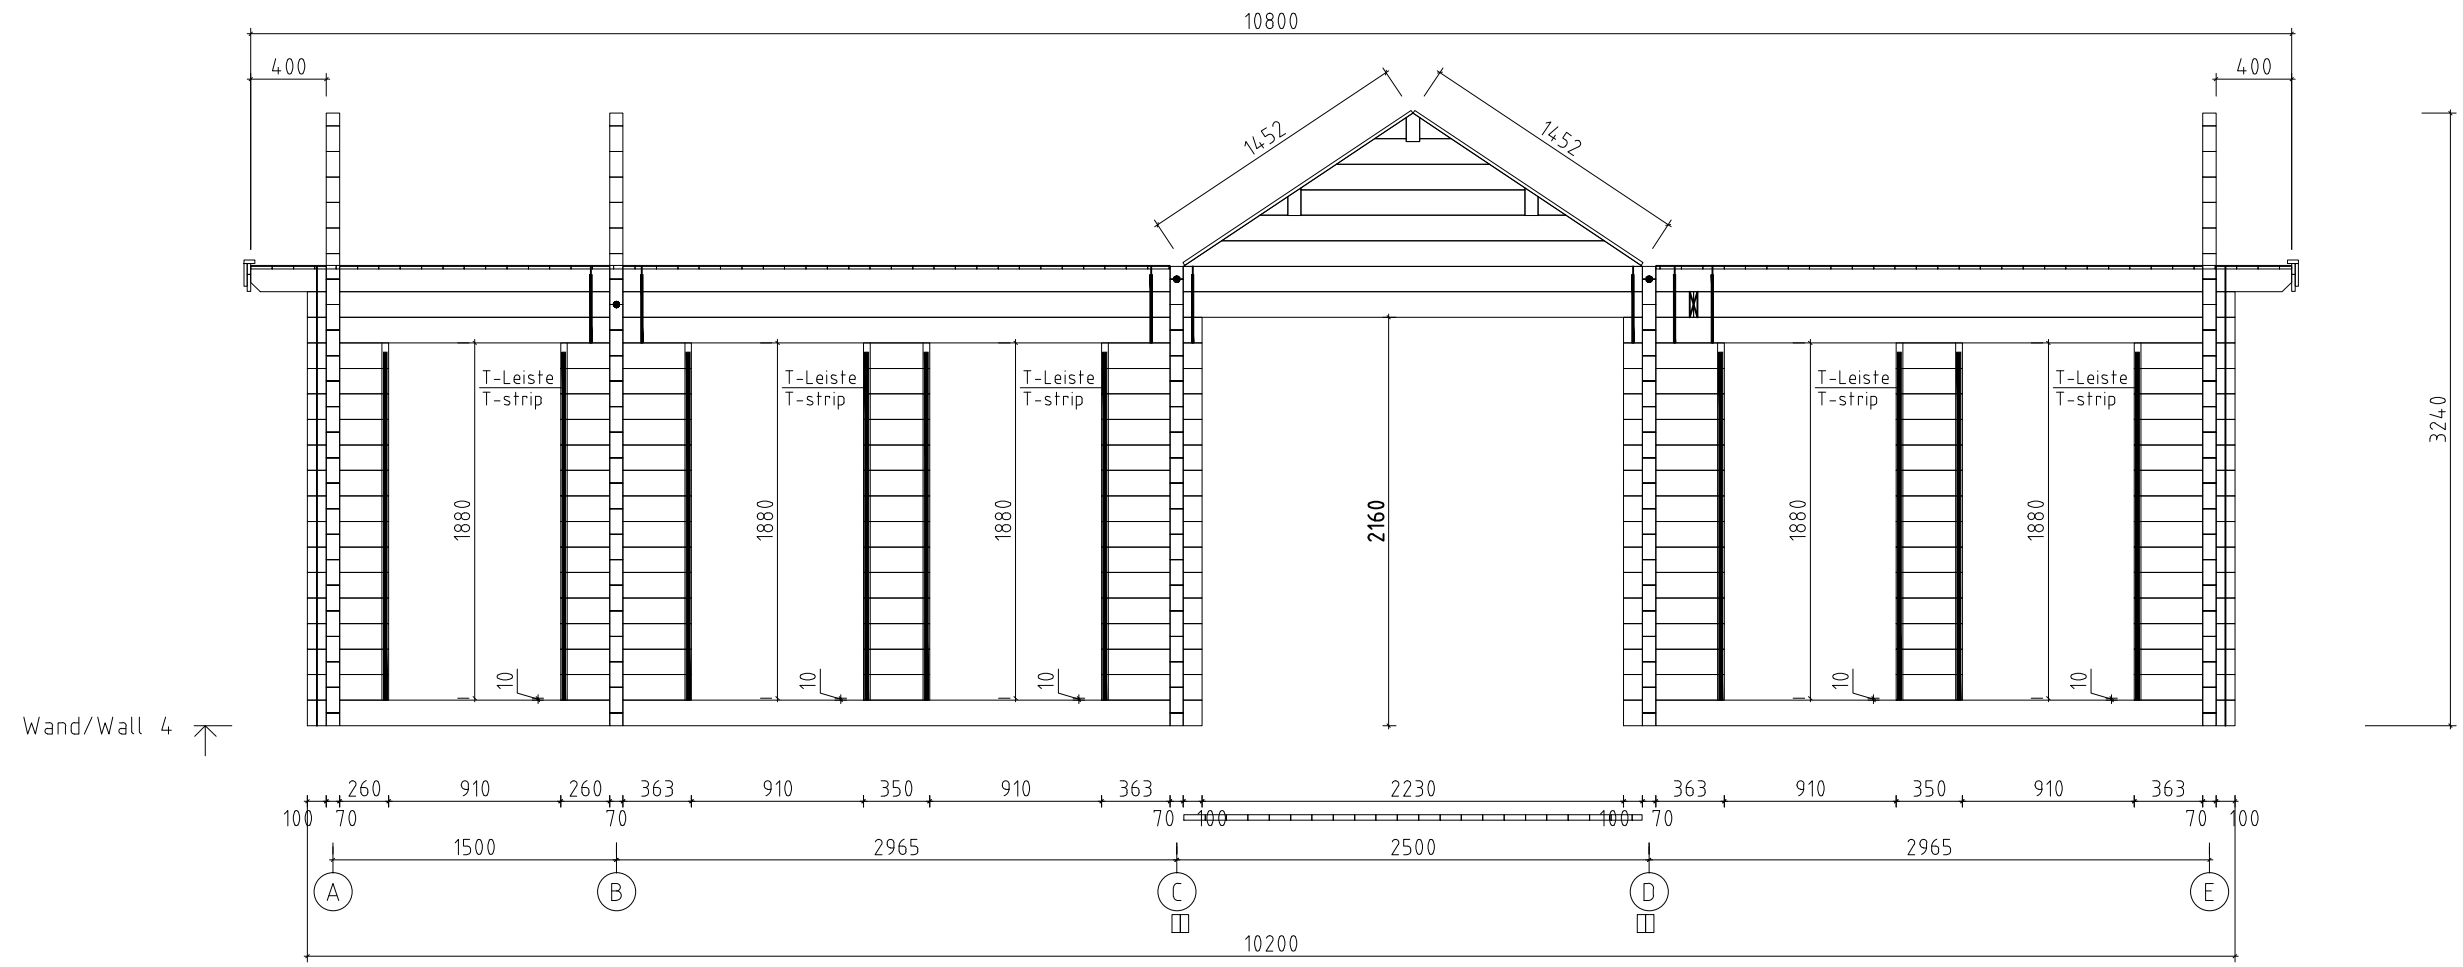 10800
400
400
1452
1452
T-Leiste
T-strip
T-Leiste
T-strip
T-Leiste
T-strip
T-Leiste
T-strip
T-Leiste
T-strip
3240
1880
1880
1880
2160
1880
1880
10
10
10
10
10
Wand/Wall 4
260
910
260
363
910
350
910
363
2230
363
910
350
910
363
100
70
70
70
100
100
70
70
100
1500
2965
2500
2965
A
B
C
D
E
10200